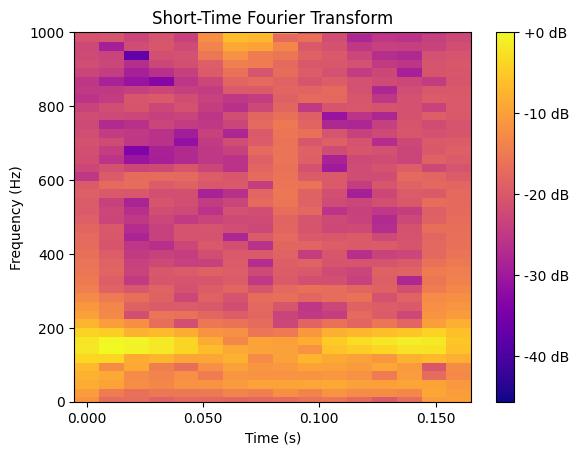 Short-Time Fourier Transform
1000
800
600
400
200
0
Frequency (Hz)
0.000
0.050
0.100
0.150
Time (s)
+0 dB
-10 dB
-20 dB
-30 dB
-40 dB